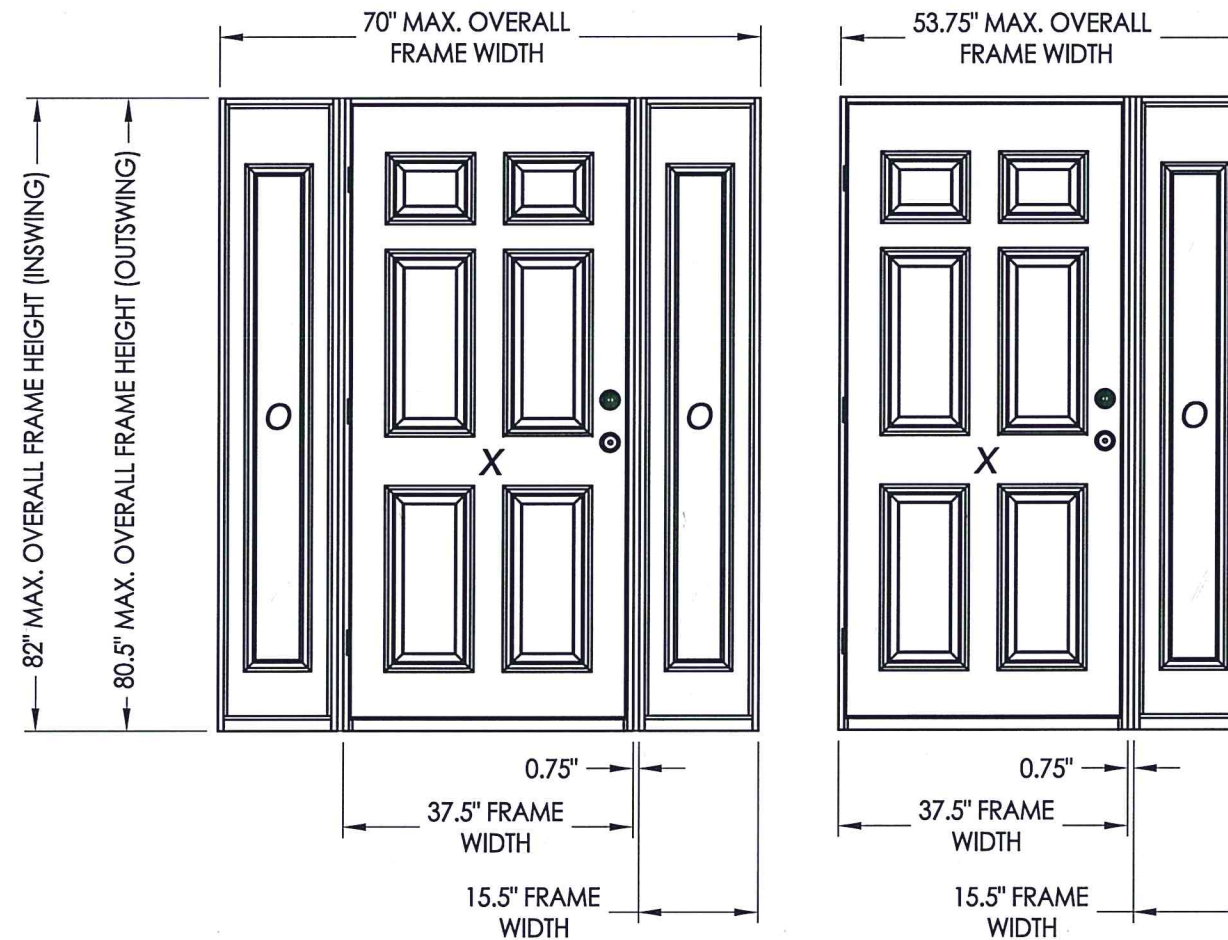 70" MAX. OVERALL
FRAME WIDTH
53.75" MAX. OVERALL
FRAME WIDTH
82" MAX. OVERALL FRAME HEIGHT (INSWING)
80.5" MAX. OVERALL FRAME HEIGHT (OUTSWING)
O
X
O
X
O
0.75"
37.5" FRAME
WIDTH
15.5" FRAME
WIDTH
0.75"
37.5" FRAME
WIDTH
15.5" FRAME
WIDTH